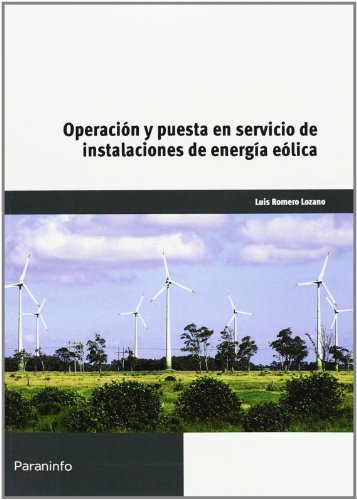 Operación y puesta en servicio de
instalaciones de energía eólica
Luis Romero Lozano
Paraninfo